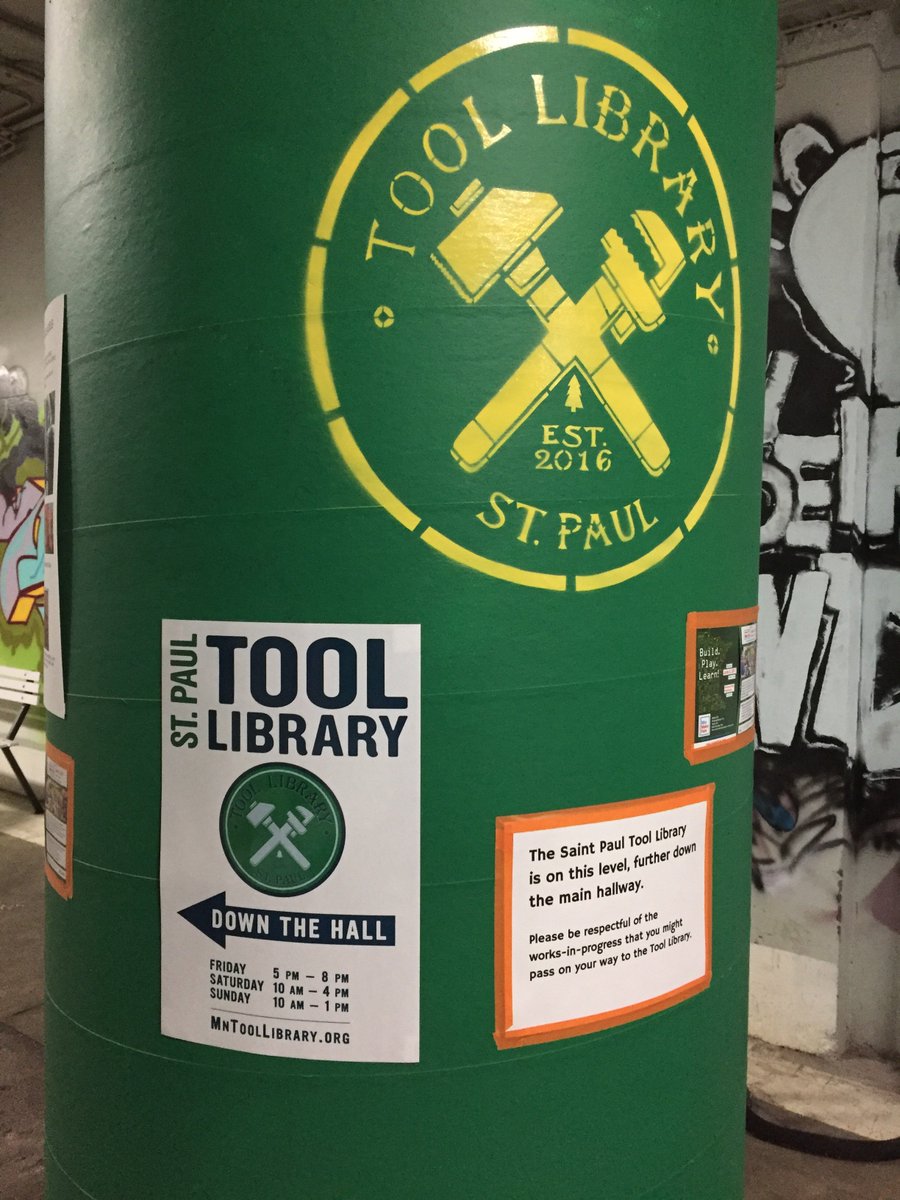 TOOL LIBRARY
EST.
2016
ST. PAUL
ST. PAUL
TOOL
LIBRARY
TOOL LIBRARY
ST. PAUL
DOWN THE HALL
FRIDAY 5 PM – 8 PM
SATURDAY 10 AM – 4 PM
SUNDAY 10 AM – 1 PM
MNTOOLLIBRARY.ORG
Build.
Play.
Learn!
The Saint Paul Tool Library
is on this level, further down
the main hallway.
Please be respectful of the
works-in-progress that you might
pass on your way to the Tool Library.